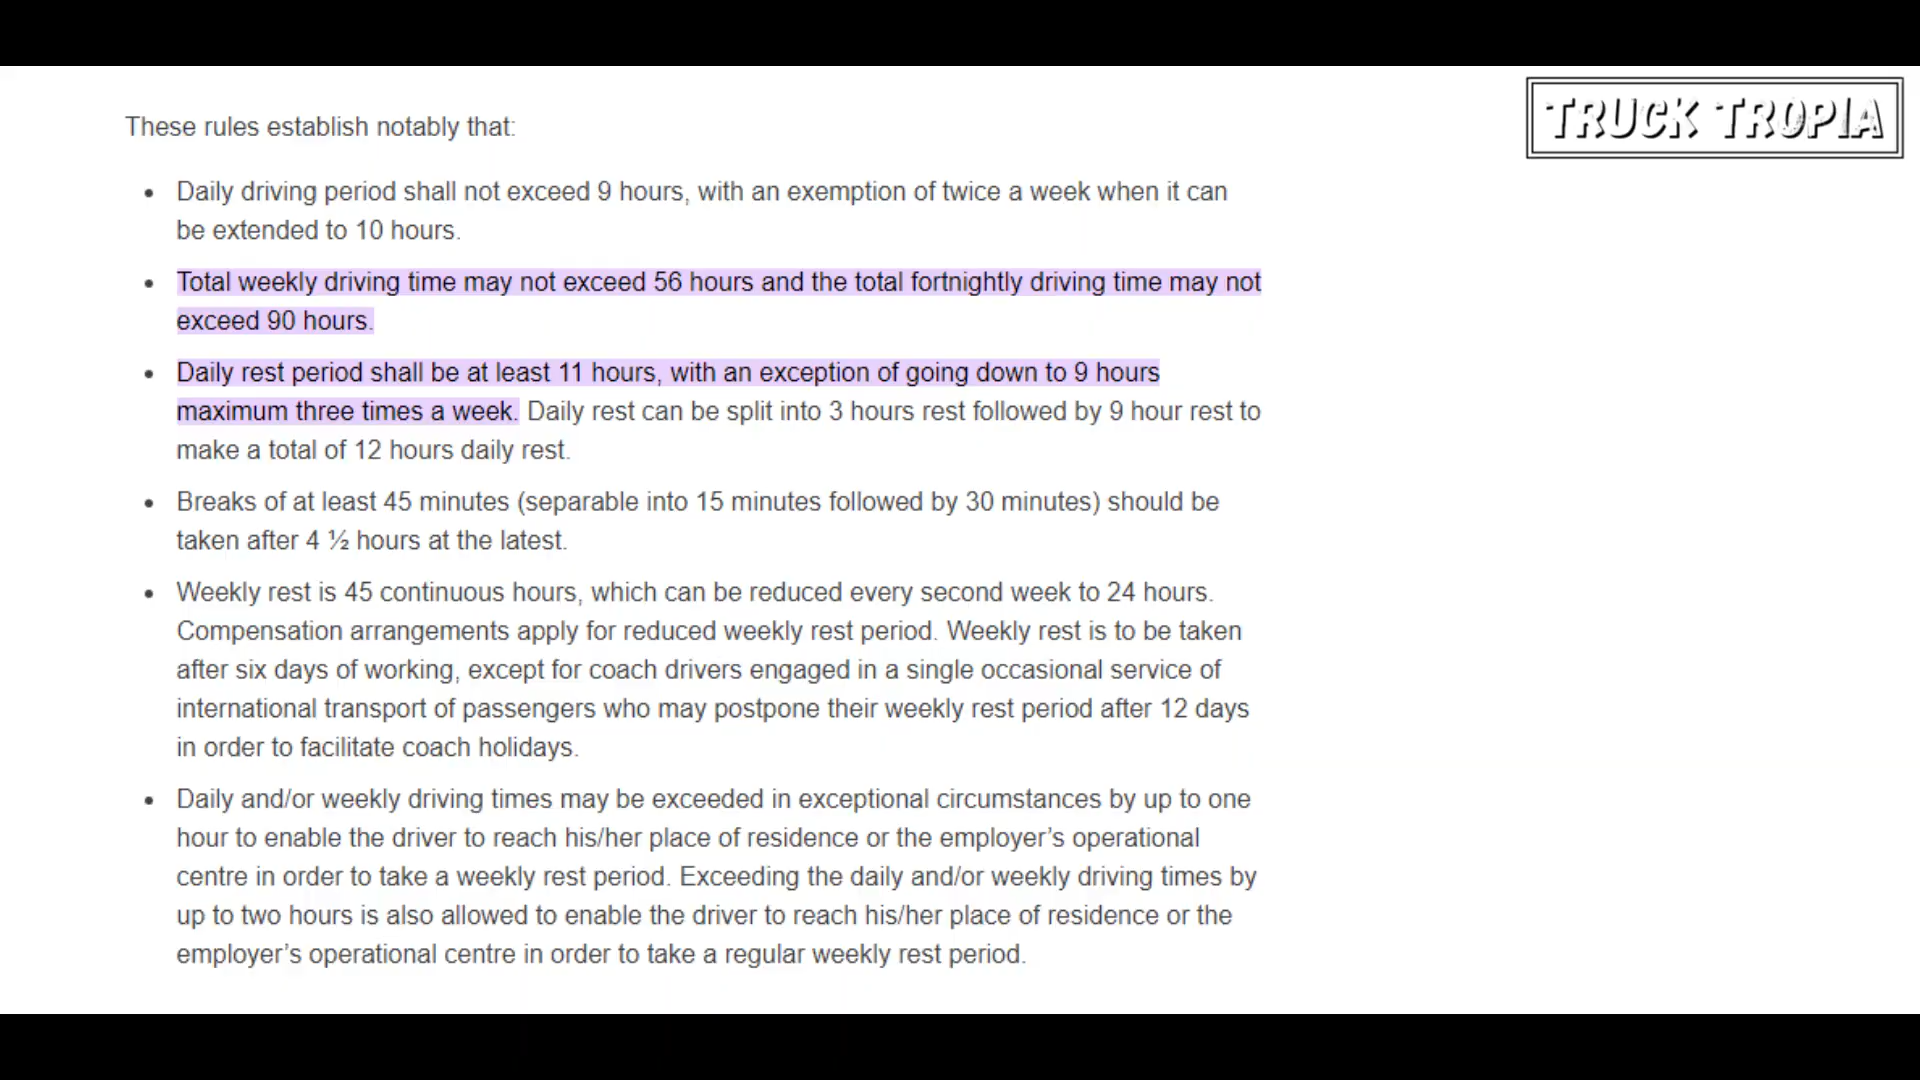 TRUCK TROPIA
These rules establish notably that:
• Daily driving period shall not exceed 9 hours, with an exemption of twice a week when it can
be extended to 10 hours.
• Total weekly driving time may not exceed 56 hours and the total fortnightly driving time may not
exceed 90 hours.
• Daily rest period shall be at least 11 hours, with an exception of going down to 9 hours
maximum three times a week. Daily rest can be split into 3 hours rest followed by 9 hour rest to
make a total of 12 hours daily rest.
• Breaks of at least 45 minutes (separable into 15 minutes followed by 30 minutes) should be
taken after 4 ½ hours at the latest.
• Weekly rest is 45 continuous hours, which can be reduced every second week to 24 hours.
Compensation arrangements apply for reduced weekly rest period. Weekly rest is to be taken
after six days of working, except for coach drivers engaged in a single occasional service of
international transport of passengers who may postpone their weekly rest period after 12 days
in order to facilitate coach holidays.
• Daily and/or weekly driving times may be exceeded in exceptional circumstances by up to one
hour to enable the driver to reach his/her place of residence or the employer’s operational
centre in order to take a weekly rest period. Exceeding the daily and/or weekly driving times by
up to two hours is also allowed to enable the driver to reach his/her place of residence or the
employer’s operational centre in order to take a regular weekly rest period.